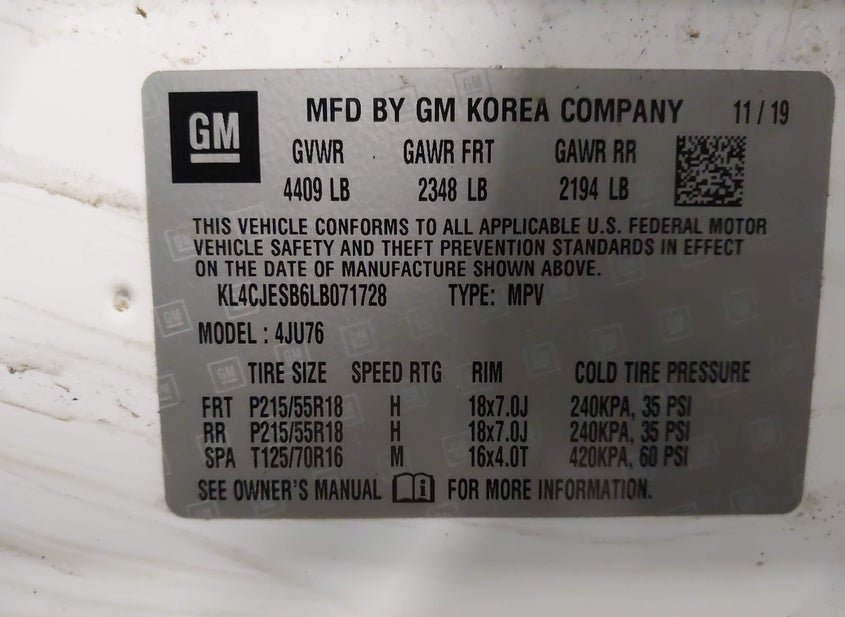 GM
MFD BY GM KOREA COMPANY 11/19
GVWR GAWR FRT GAWR RR
4409 LB 2348 LB 2194 LB
THIS VEHICLE CONFORMS TO ALL APPLICABLE U.S. FEDERAL MOTOR
VEHICLE SAFETY AND THEFT PREVENTION STANDARDS IN EFFECT
ON THE DATE OF MANUFACTURE SHOWN ABOVE.
KL4CJESB6LB071728 TYPE: MPV
MODEL : 4JU76
TIRE SIZE SPEED RTG RIM COLD TIRE PRESSURE
FRT P215/55R18 H 18x7.0J 240KPA, 35 PSI
RR P215/55R18 H 18x7.0J 240KPA, 35 PSI
SPA T125/70R16 M 16x4.0T 420KPA, 60 PSI
SEE OWNER'S MANUAL i FOR MORE INFORMATION.